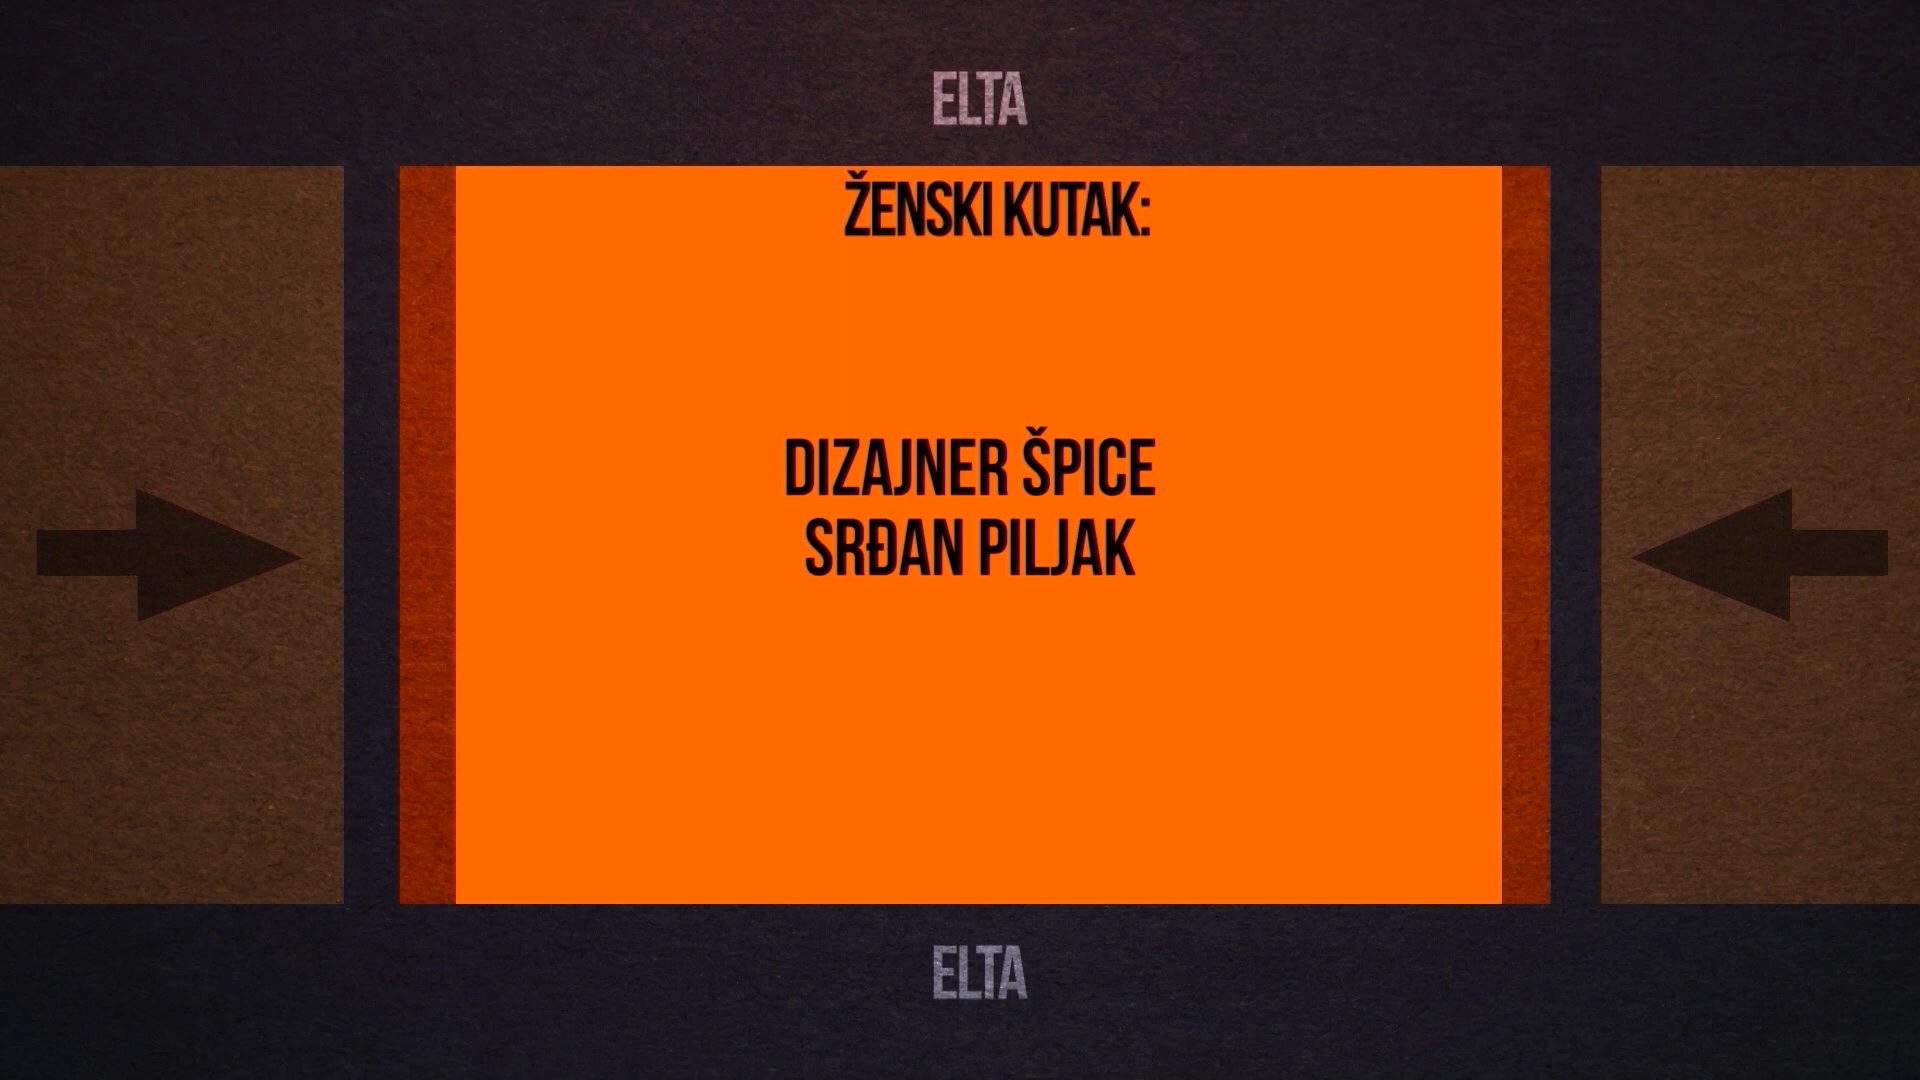 ELTA
ŽENSKI KUTAK:
DIZAJNER ŠPICE
SRĐAN PILJAK
ELTA